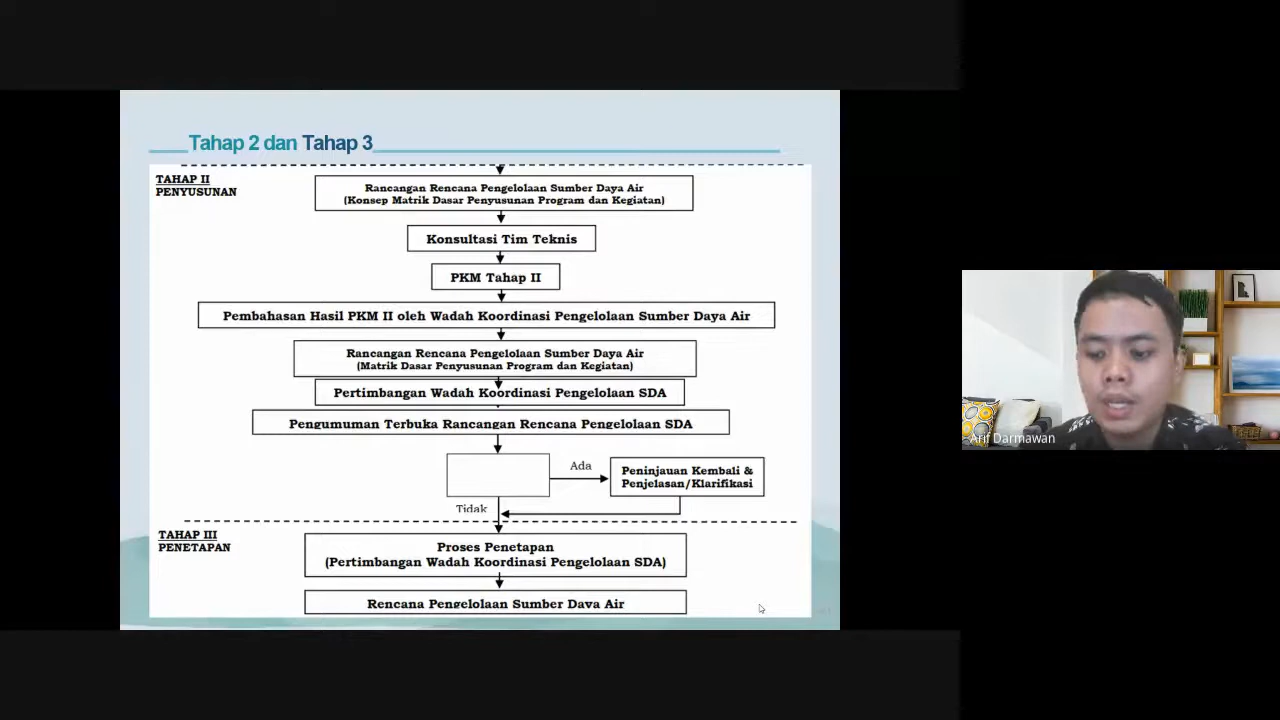 Tahap 2 dan Tahap 3
TAHAP II
PENYUSUNAN
Rancangan Rencana Pengelolaan Sumber Daya Air
(Konsep Matrik Dasar Penyusunan Program dan Kegiatan)
Konsultasi Tim Teknis
PKM Tahap II
Pembahasan Hasil PKM II oleh Wadah Koordinasi Pengelolaan Sumber Daya Air
Rancangan Rencana Pengelolaan Sumber Daya Air
(Matrik Dasar Penyusunan Program dan Kegiatan)
Pertimbangan Wadah Koordinasi Pengelolaan SDA
Pengumuman Terbuka Rancangan Rencana Pengelolaan SDA
Ada
Peninjauan Kembali &
Penjelasan/Klarifikasi
Tidak
TAHAP III
PENETAPAN
Proses Penetapan
(Pertimbangan Wadah Koordinasi Pengelolaan SDA)
Rencana Pengelolaan Sumber Daya Air
Arif Darmawan